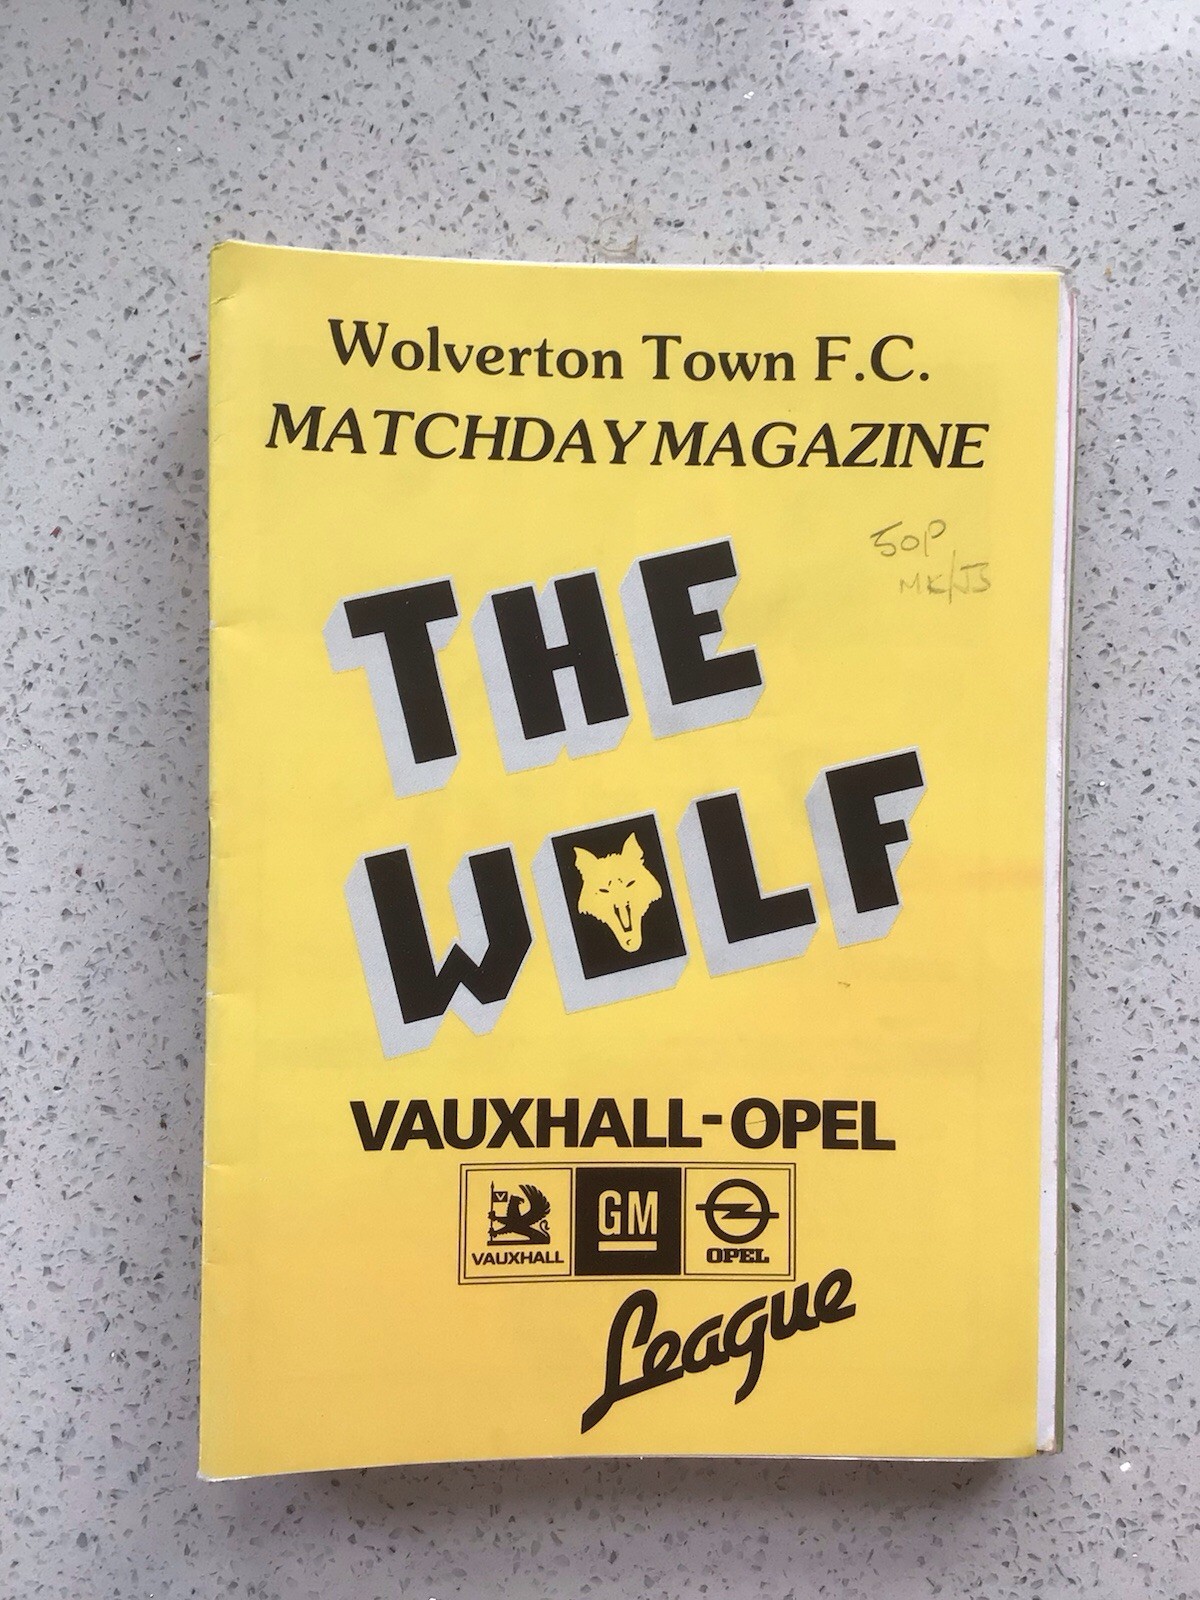 Wolverton Town F.C.
MATCHDAY MAGAZINE
50P
MK/JS
THE
WOLF
VAUXHALL-OPEL
V
VAUXHALL
GM
OPEL
League